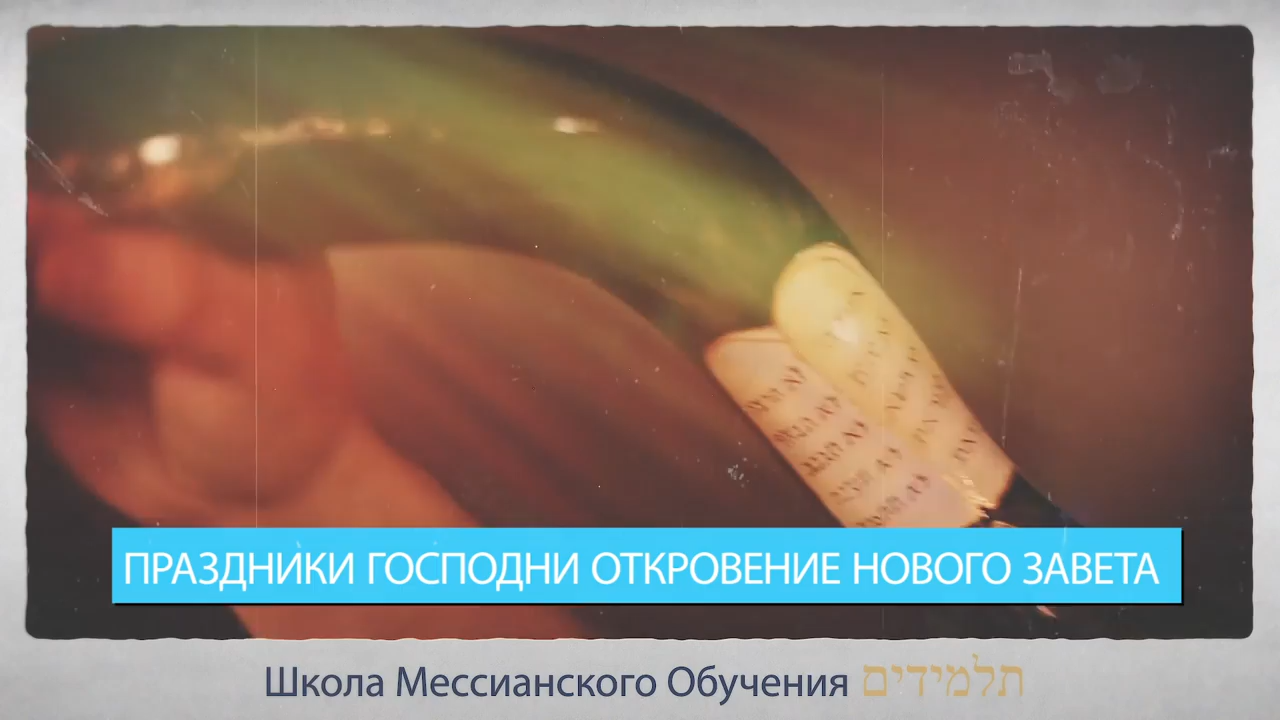 ПРАЗДНИКИ ГОСПОДНИ ОТКРОВЕНИЕ НОВОГО ЗАВЕТА
Школа Мессианского Обучения תלמידים